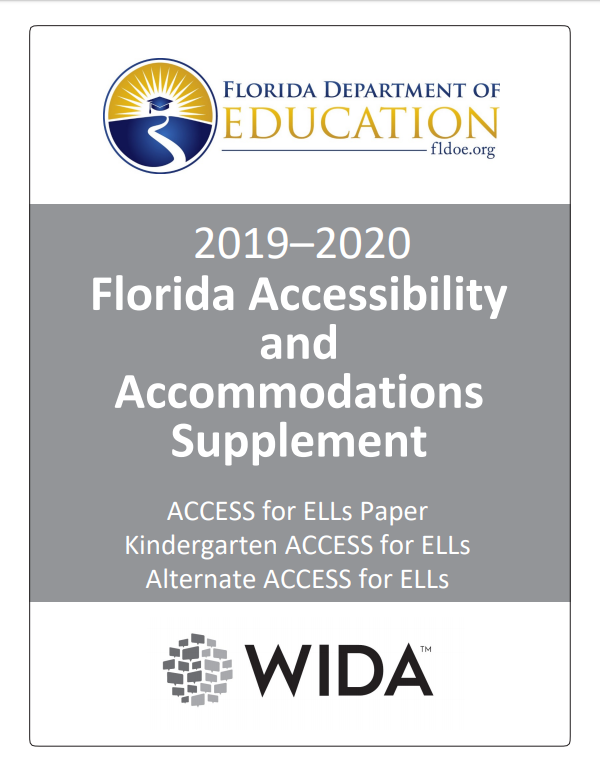 FLORIDA DEPARTMENT OF
EDUCATION
fldoe.org
2019–2020
Florida Accessibility
and
Accommodations
Supplement
ACCESS for ELLs Paper
Kindergarten ACCESS for ELLs
Alternate ACCESS for ELLs
WIDA™